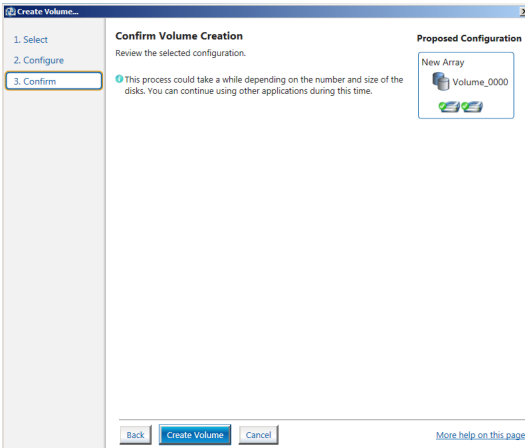 Create Volume...
1. Select
2. Configure
3. Confirm
Confirm Volume Creation
Review the selected configuration.
This process could take a while depending on the number and size of the
disks. You can continue using other applications during this time.
Proposed Configuration
New Array
Volume_0000
Back
Create Volume
Cancel
More help on this page